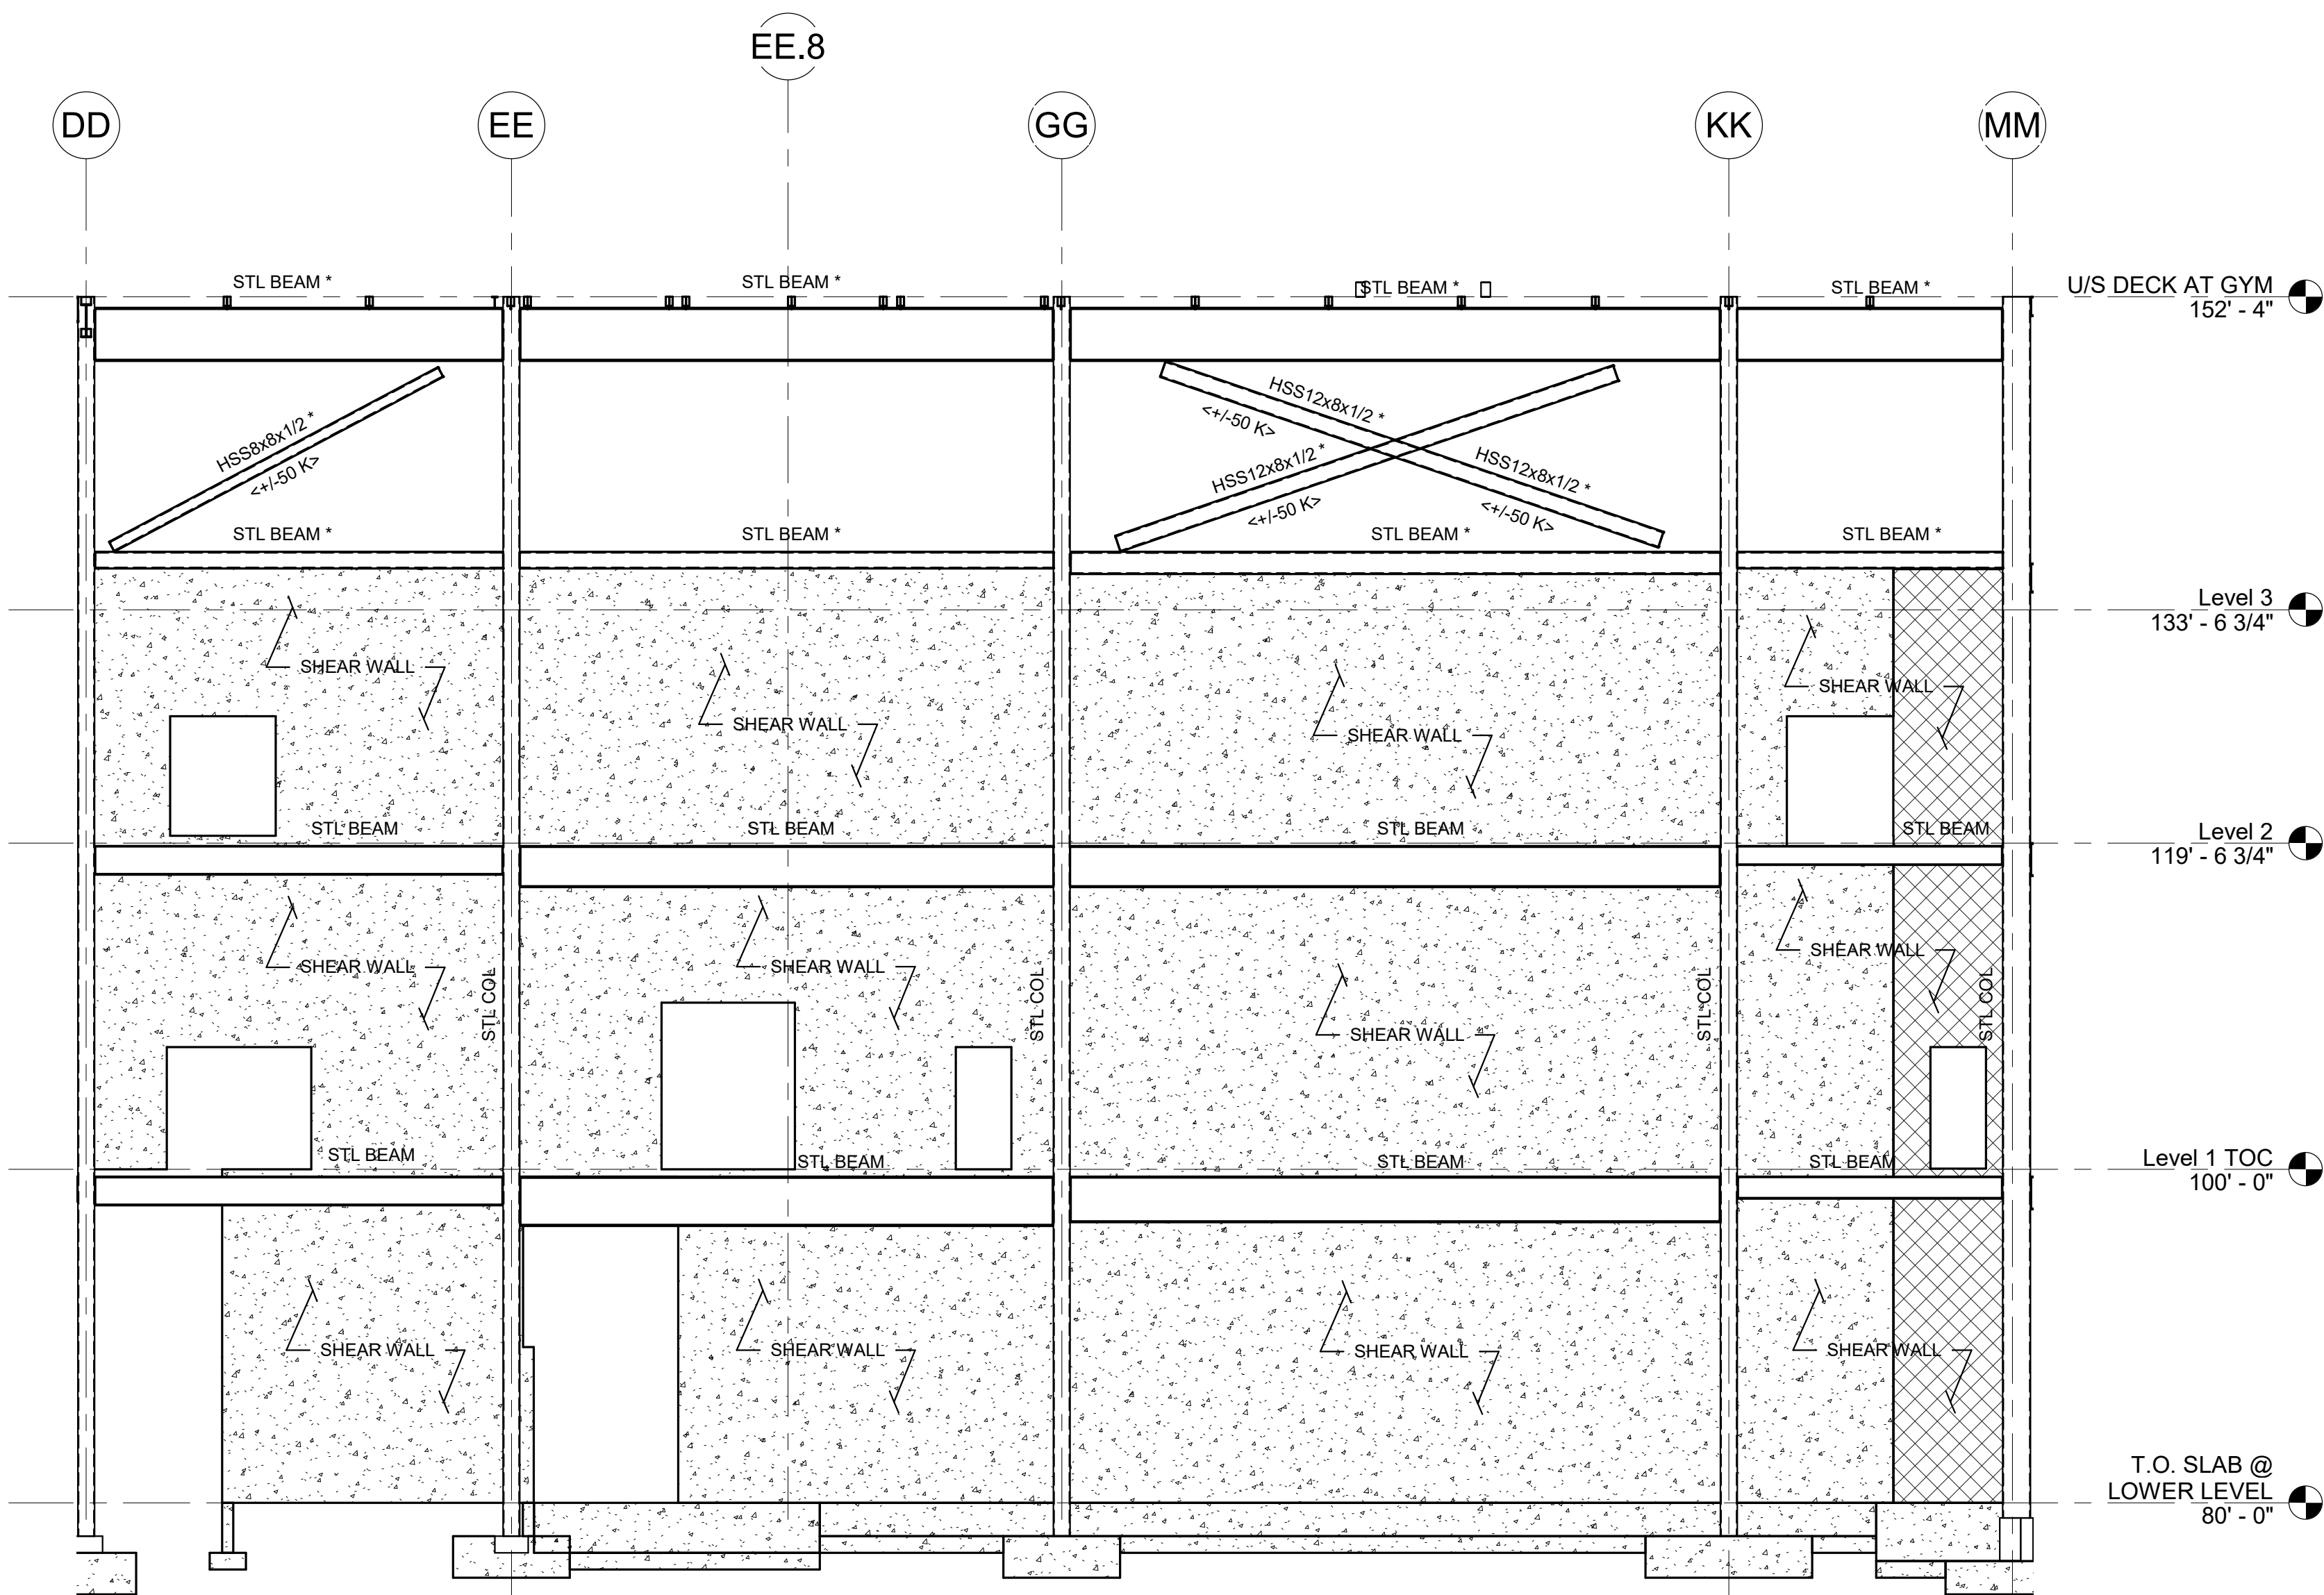 EE.8
DD
EE
GG
KK
MM
STL BEAM *
STL BEAM *
STL BEAM *
STL BEAM *
U/S DECK AT GYM
152' - 4"
HSS8x8x1/2 *
<+/-50 K>
HSS12x8x1/2 *
<+/-50 K>
HSS12x8x1/2 *
<+/-50 K>
HSS12x8x1/2 *
<+/-50 K>
STL BEAM *
STL BEAM *
STL BEAM *
STL BEAM *
Level 3
133' - 6 3/4"
SHEAR WALL
SHEAR WALL
SHEAR WALL
SHEAR WALL
STL BEAM
STL BEAM
STL BEAM
STL BEAM
Level 2
119' - 6 3/4"
SHEAR WALL
SHEAR WALL
SHEAR WALL
SHEAR WALL
STL COL
STL COL
STL COL
STL COL
STL BEAM
STL BEAM
STL BEAM
STL BEAM
Level 1 TOC
100' - 0"
SHEAR WALL
SHEAR WALL
SHEAR WALL
SHEAR WALL
T.O. SLAB @
LOWER LEVEL
80' - 0"